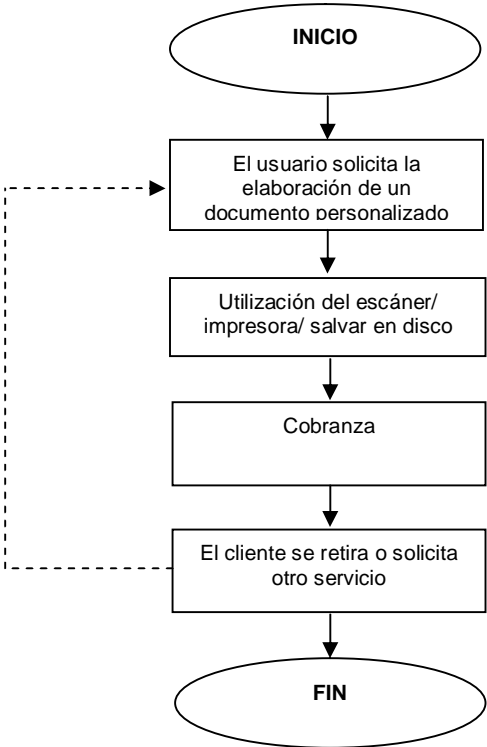 INICIO
El usuario solicita la
elaboración de un
documento personalizado
Utilización del escáner/
impresora/ salvar en disco
Cobranza
El cliente se retira o solicita
otro servicio
FIN